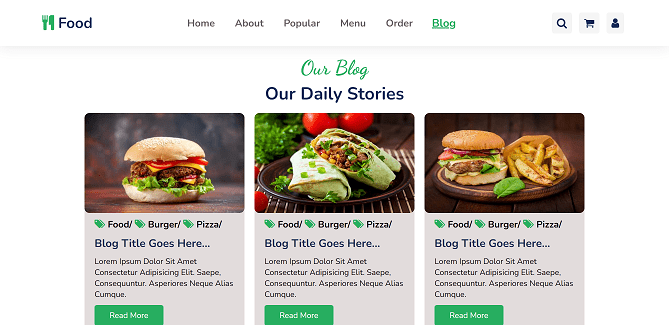 Food
Home About Popular Menu Order Blog
Our Blog
Our Daily Stories
Food/ Burger/ Pizza/
Blog Title Goes Here...
Lorem Ipsum Dolor Sit Amet
Consectetur Adipisicing Elit. Saepe,
Consequuntur. Asperiores Neque Alias
Cumque.
Read More
Food/ Burger/ Pizza/
Blog Title Goes Here...
Lorem Ipsum Dolor Sit Amet
Consectetur Adipisicing Elit. Saepe,
Consequuntur. Asperiores Neque Alias
Cumque.
Read More
Food/ Burger/ Pizza/
Blog Title Goes Here...
Lorem Ipsum Dolor Sit Amet
Consectetur Adipisicing Elit. Saepe,
Consequuntur. Asperiores Neque Alias
Cumque.
Read More